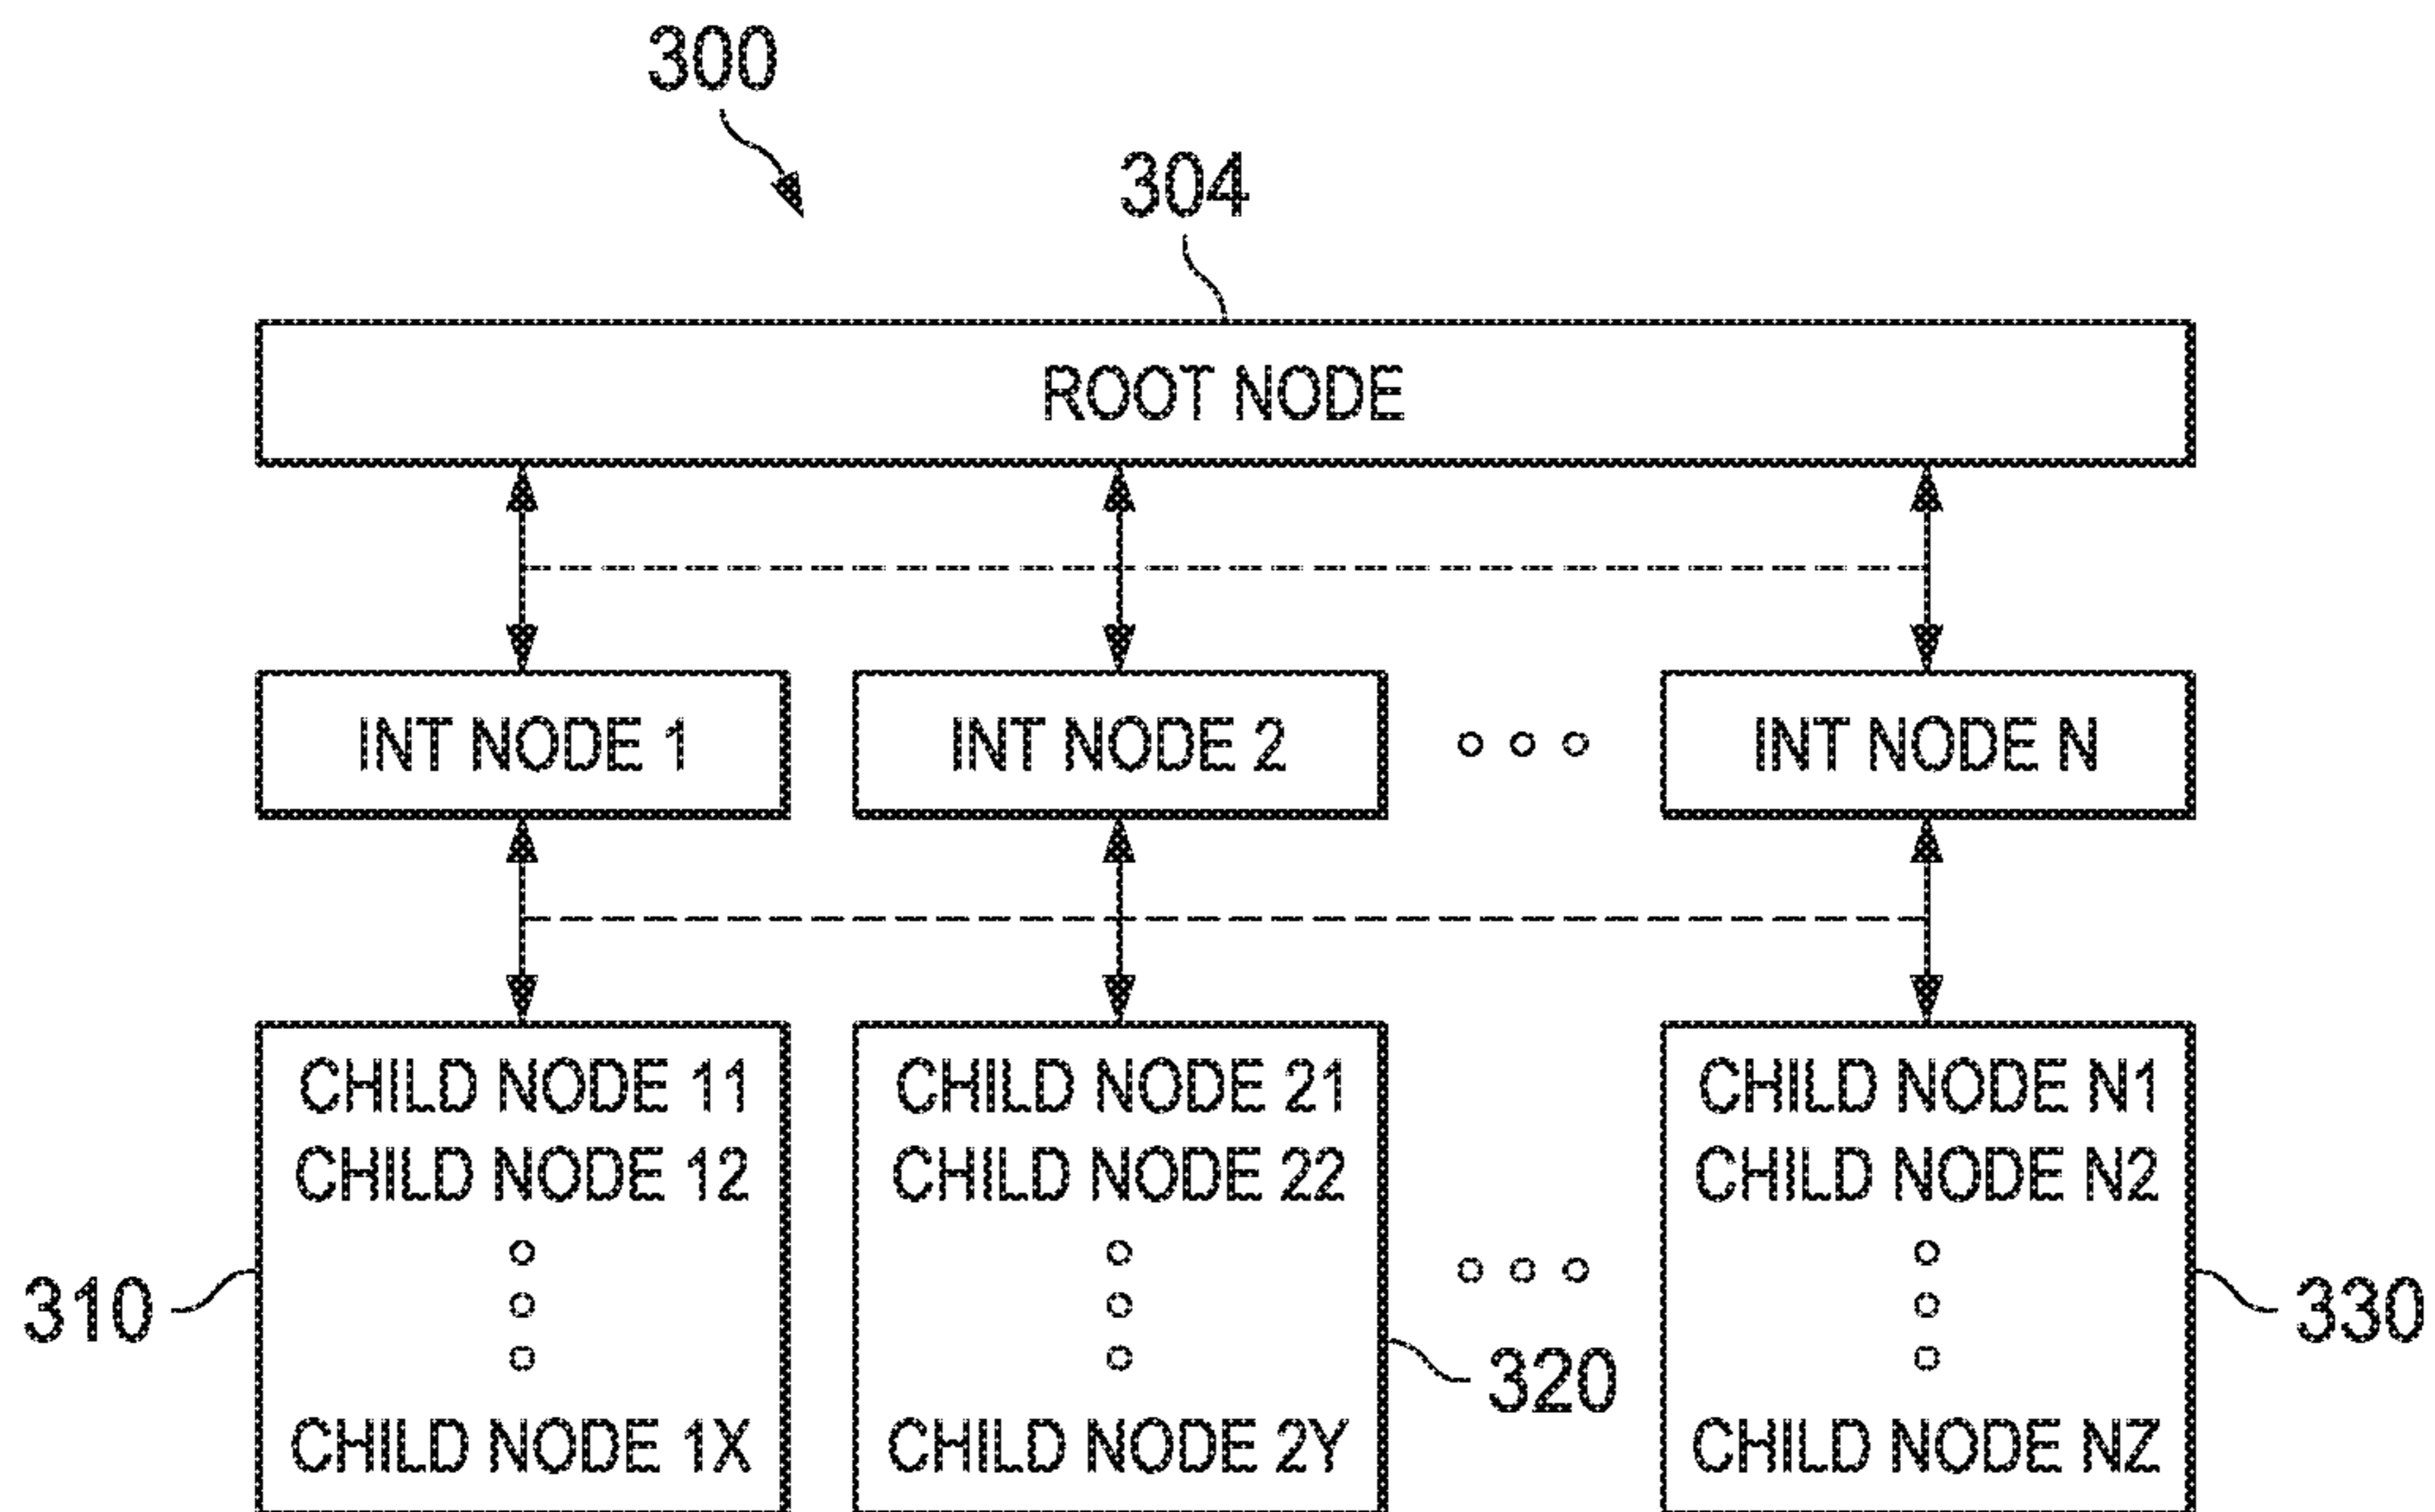 300
304
ROOT NODE
INT NODE 1
INT NODE 2
INT NODE N
CHILD NODE 11
CHILD NODE 12
CHILD NODE 1X
310
CHILD NODE 21
CHILD NODE 22
CHILD NODE 2Y
320
CHILD NODE N1
CHILD NODE N2
CHILD NODE NZ
330